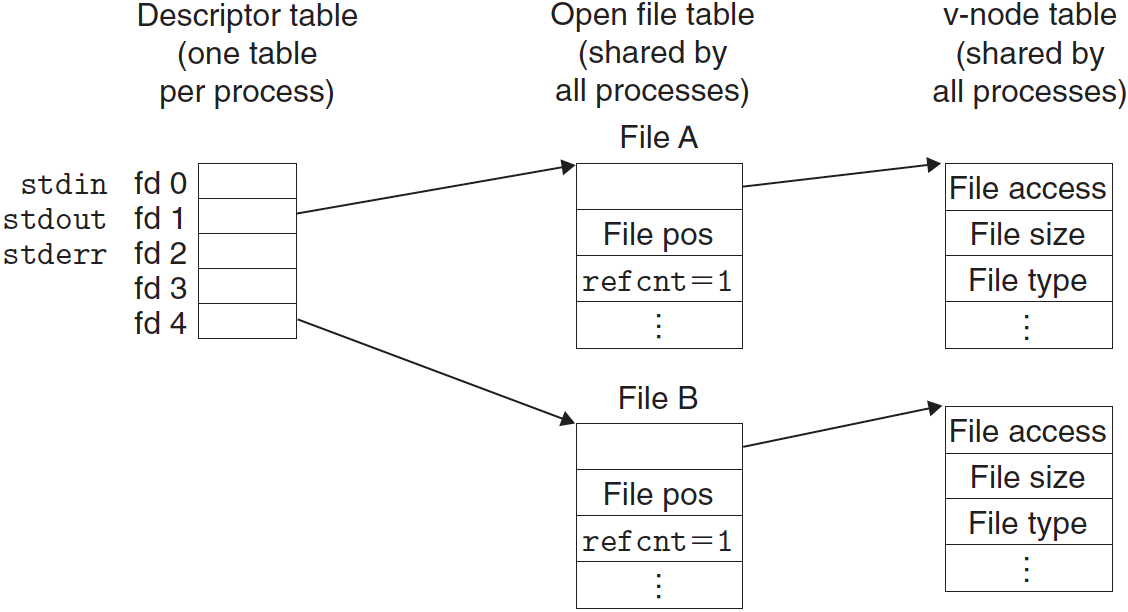 Descriptor table
(one table
per process)
Open file table
(shared by
all processes)
v-node table
(shared by
all processes)
stdin fd 0
stdout fd 1
stderr fd 2
fd 3
fd 4
File A
File pos
refcnt=1
⋮
File access
File size
File type
⋮
File B
File pos
refcnt=1
⋮
File access
File size
File type
⋮